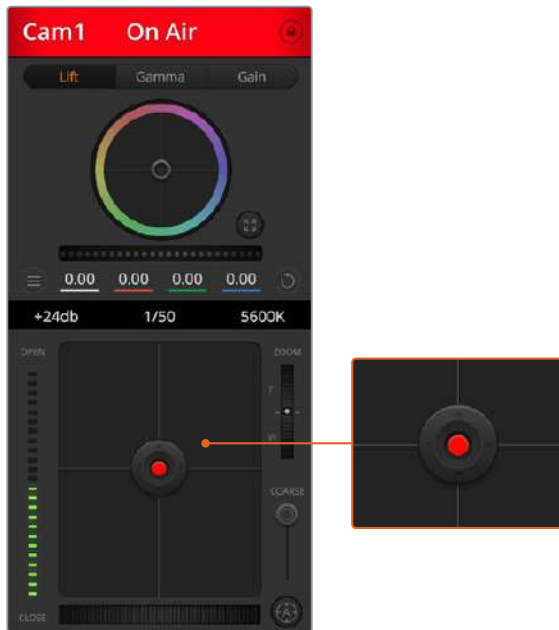 Cam1 On Air
Lift Gamma Gain
0.00 0.00 0.00 0.00
+24db 1/50 5600K
OPEN ZOOM
T
W
COARSE
A
CLOSE